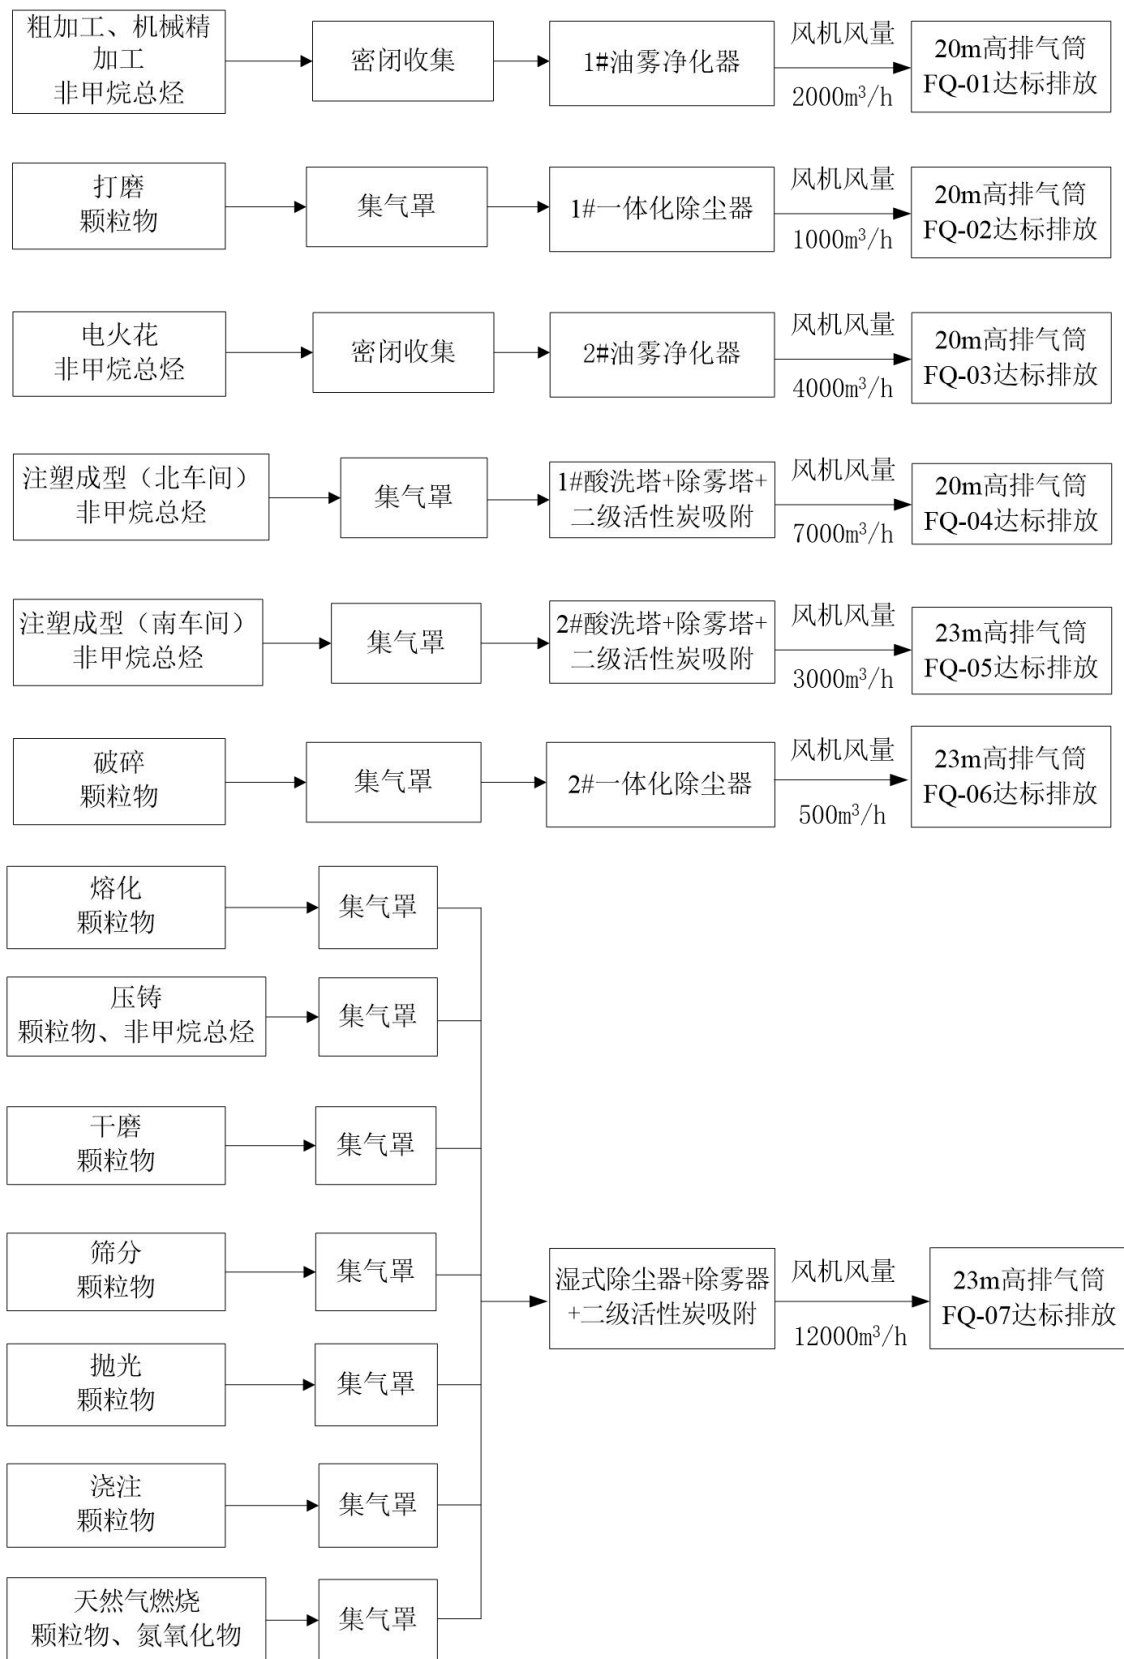 粗加工、机械精
加工
非甲烷总烃
密闭收集
1#油雾净化器
风机风量
2000m³/h
20m高排气筒
FQ-01达标排放
打磨
颗粒物
集气罩
1#一体化除尘器
风机风量
1000m³/h
20m高排气筒
FQ-02达标排放
电火花
非甲烷总烃
密闭收集
2#油雾净化器
风机风量
4000m³/h
20m高排气筒
FQ-03达标排放
注塑成型（北车间）
非甲烷总烃
集气罩
1#酸洗塔+除雾塔+
二级活性炭吸附
风机风量
7000m³/h
20m高排气筒
FQ-04达标排放
注塑成型（南车间）
非甲烷总烃
集气罩
2#酸洗塔+除雾塔+
二级活性炭吸附
风机风量
3000m³/h
23m高排气筒
FQ-05达标排放
破碎
颗粒物
集气罩
2#一体化除尘器
风机风量
500m³/h
23m高排气筒
FQ-06达标排放
熔化
颗粒物
集气罩
压铸
颗粒物、非甲烷总烃
集气罩
干磨
颗粒物
集气罩
筛分
颗粒物
集气罩
湿式除尘器+除雾器
+二级活性炭吸附
风机风量
12000m³/h
23m高排气筒
FQ-07达标排放
抛光
颗粒物
集气罩
浇注
颗粒物
集气罩
天然气燃烧
颗粒物、氮氧化物
集气罩